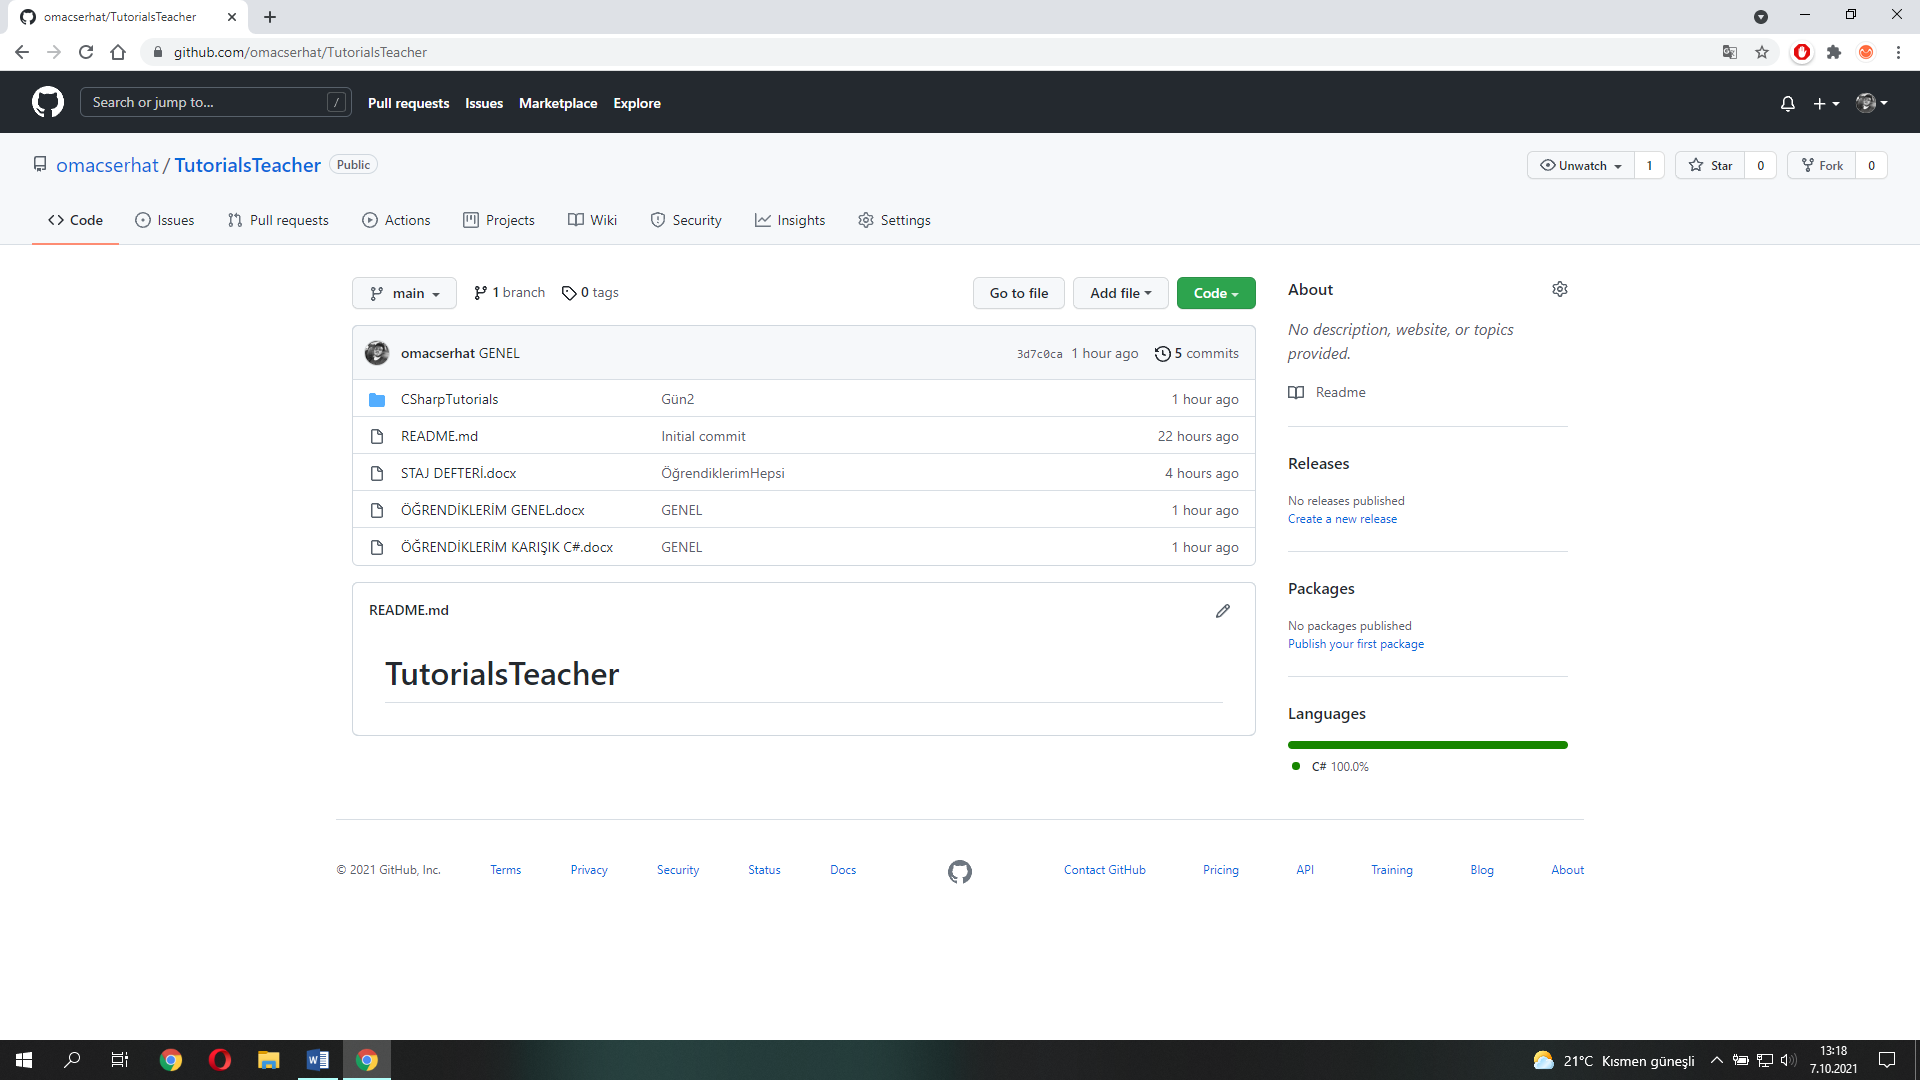 omacserhat/TutorialsTeacher
github.com/omacserhat/TutorialsTeacher
Search or jump to... /
Pull requests Issues Marketplace Explore
omacserhat / TutorialsTeacher Public
Unwatch 1 Star 0 Fork 0
Code Issues Pull requests Actions Projects Wiki Security Insights Settings
main 1 branch 0 tags
Go to file Add file Code
omacserhat GENEL 3d7c0ca 1 hour ago 5 commits
CSharpTutorials Gün2 1 hour ago
README.md Initial commit 22 hours ago
STAJ DEFTERİ.docx ÖğrendiklerimHepsi 4 hours ago
ÖĞRENDİKLERİM GENEL.docx GENEL 1 hour ago
ÖĞRENDİKLERİM KARIŞIK C#.docx GENEL 1 hour ago
README.md
TutorialsTeacher
About
No description, website, or topics
provided.
Readme
Releases
No releases published
Create a new release
Packages
No packages published
Publish your first package
Languages
C# 100.0%
© 2021 GitHub, Inc. Terms Privacy Security Status Docs Contact GitHub Pricing API Training Blog About
21°C Kısmen güneşli
13:18
7.10.2021